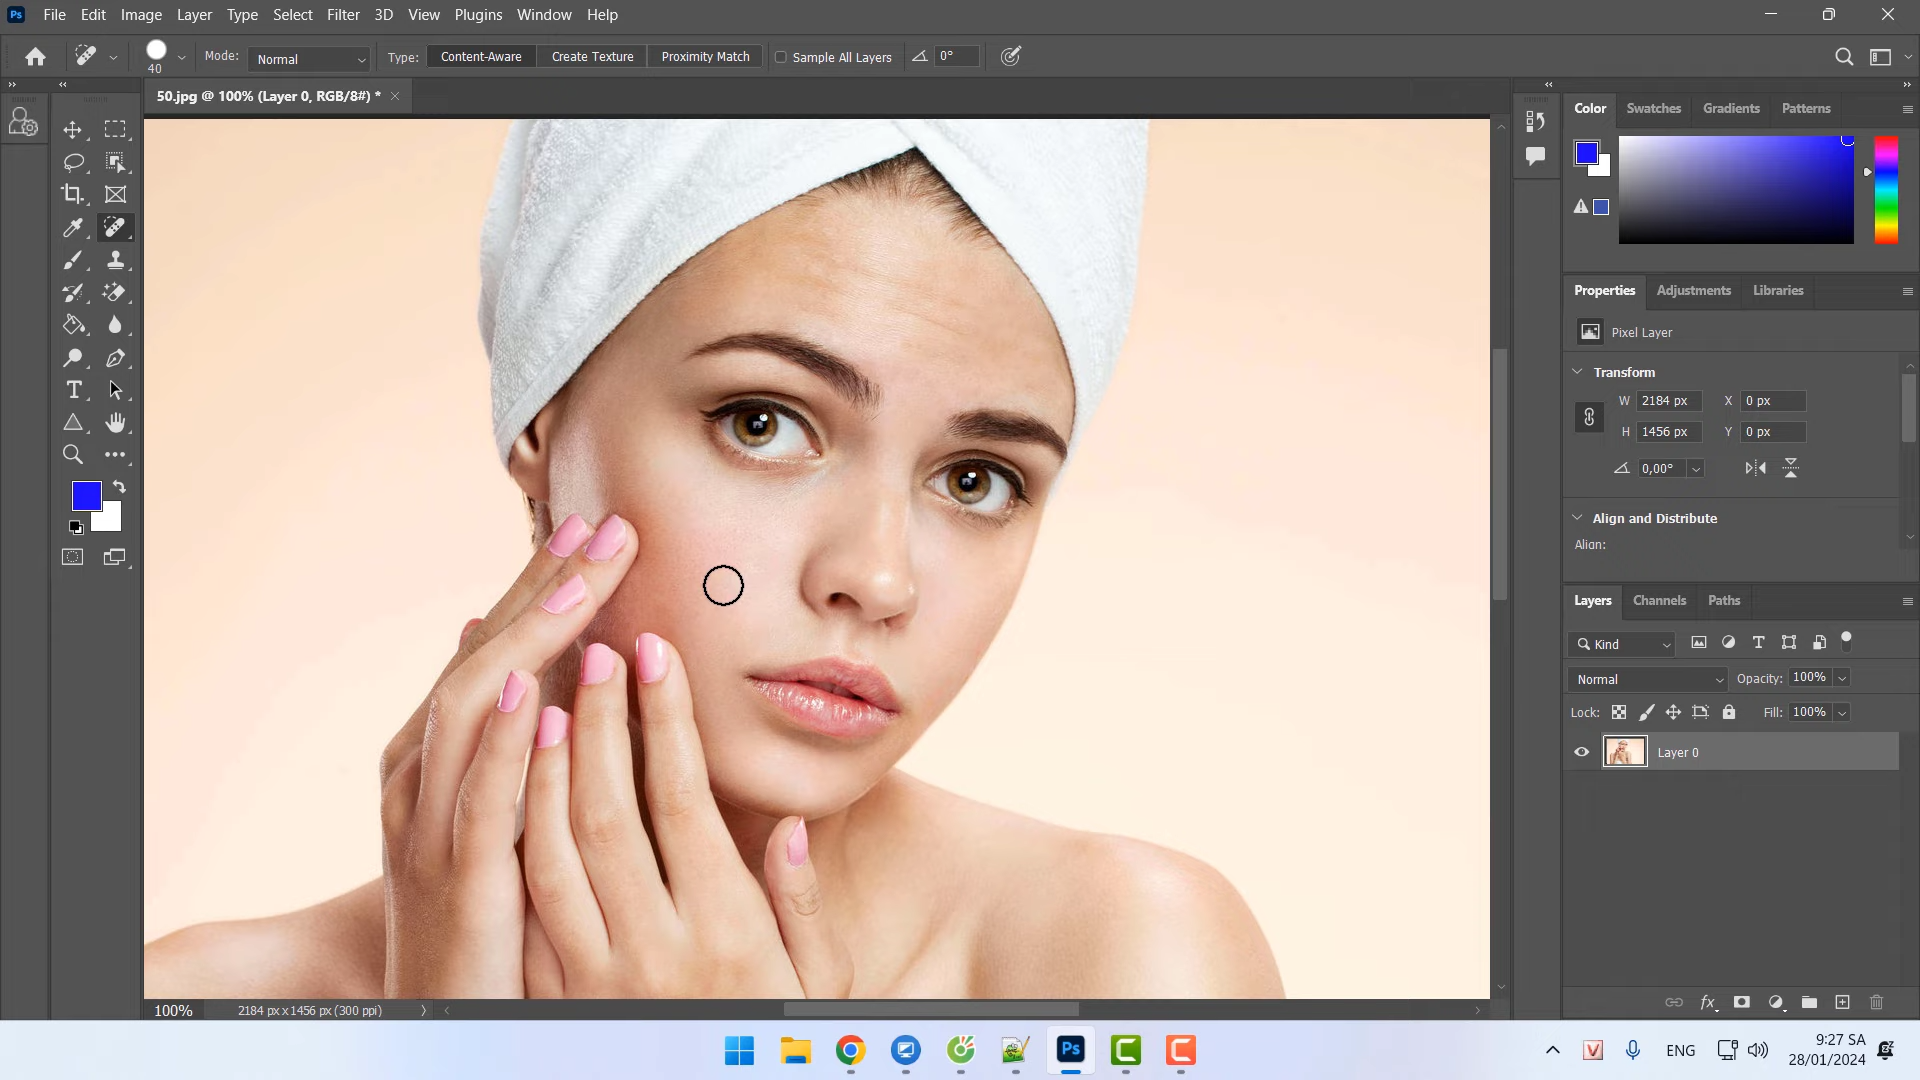 Ps File Edit Image Layer Type Select Filter 3D View Plugins Window Help
40 Mode: Normal Type: Content-Aware Create Texture Proximity Match Sample All Layers 0°
50.jpg @ 100% (Layer 0, RGB/8#) * ×
Color Swatches Gradients Patterns
Properties Adjustments Libraries
Pixel Layer
Transform
W 2184 px X 0 px
H 1456 px Y 0 px
0,00°
Align and Distribute
Align:
Layers Channels Paths
Kind
Normal Opacity: 100%
Lock: Fill: 100%
Layer 0
fx
100% 2184 px x 1456 px (300 ppi)
Ps
ENG
9:27 SA
28/01/2024